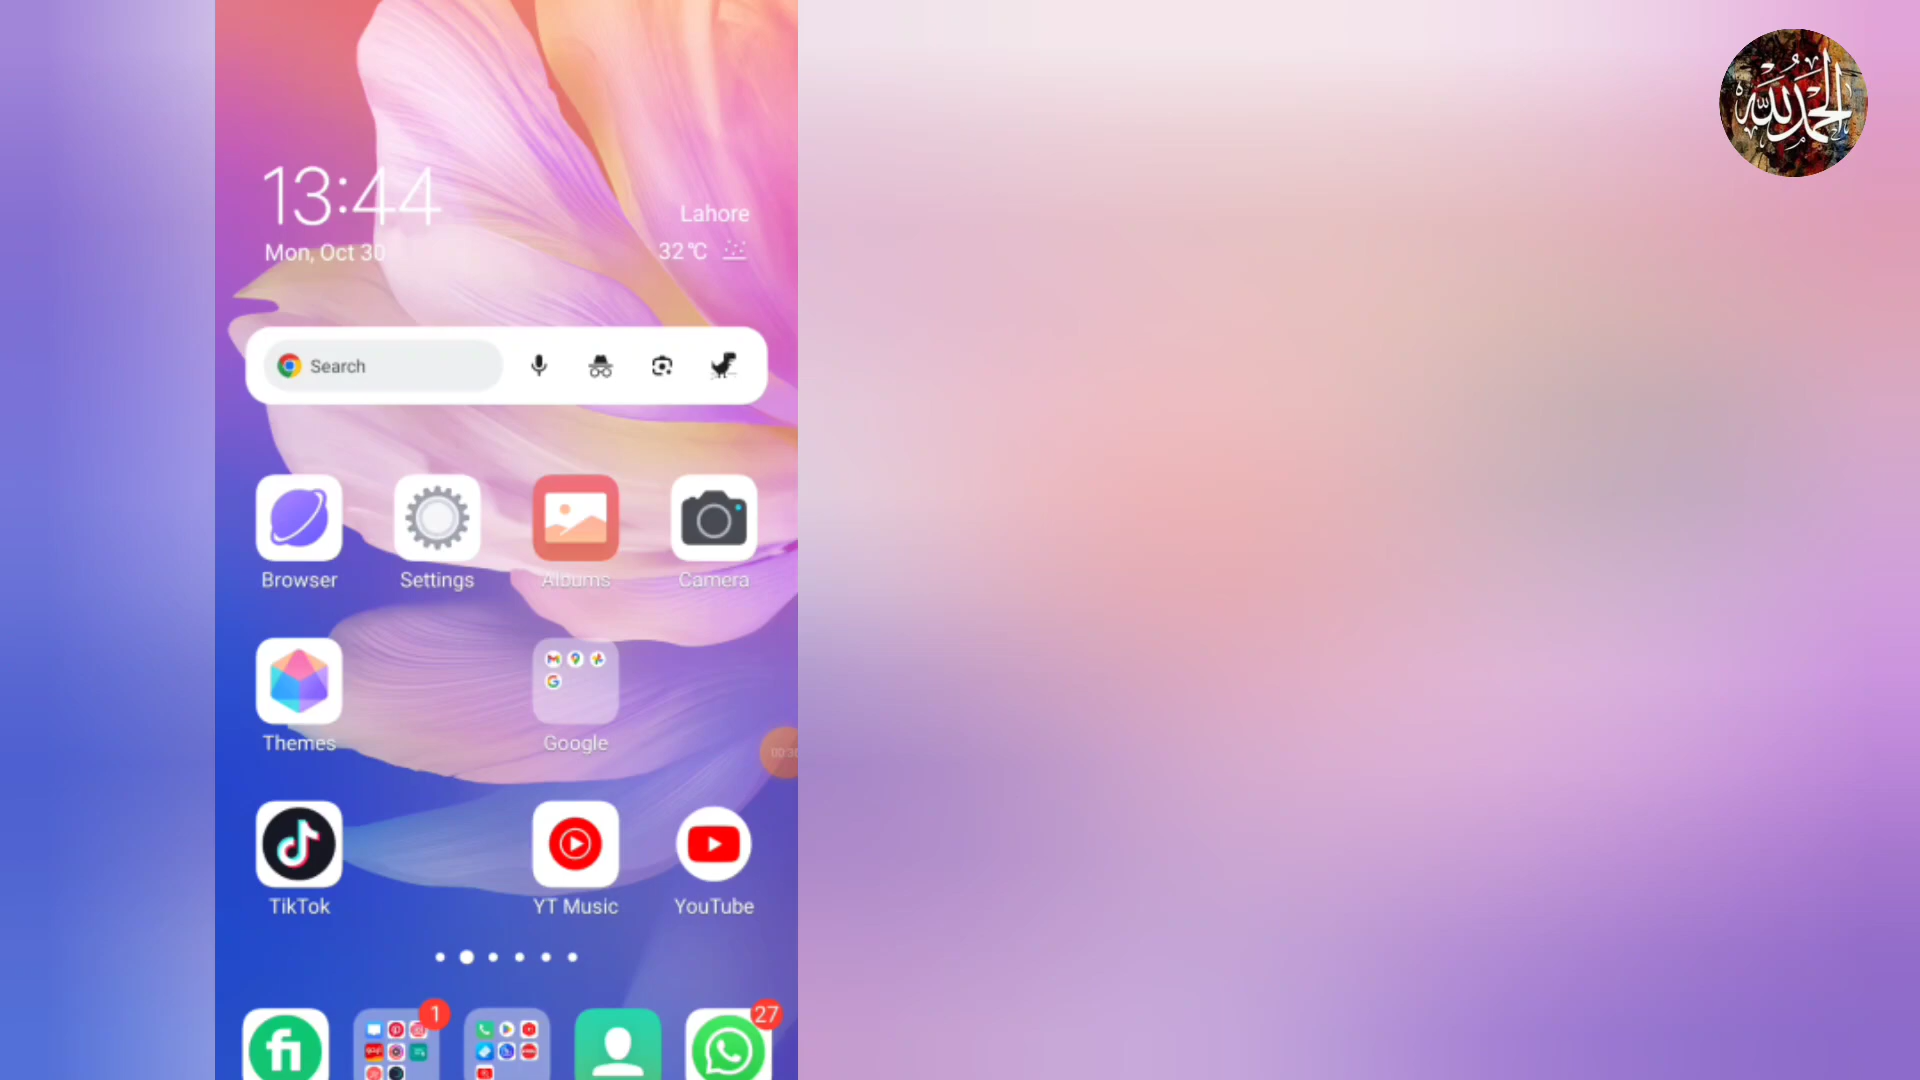 الحمد لله
13:44
Mon, Oct 30
Lahore
32°C
Search
Browser
Settings
Albums
Camera
Themes
Google
TikTok
YT Music
YouTube
1
27
fi